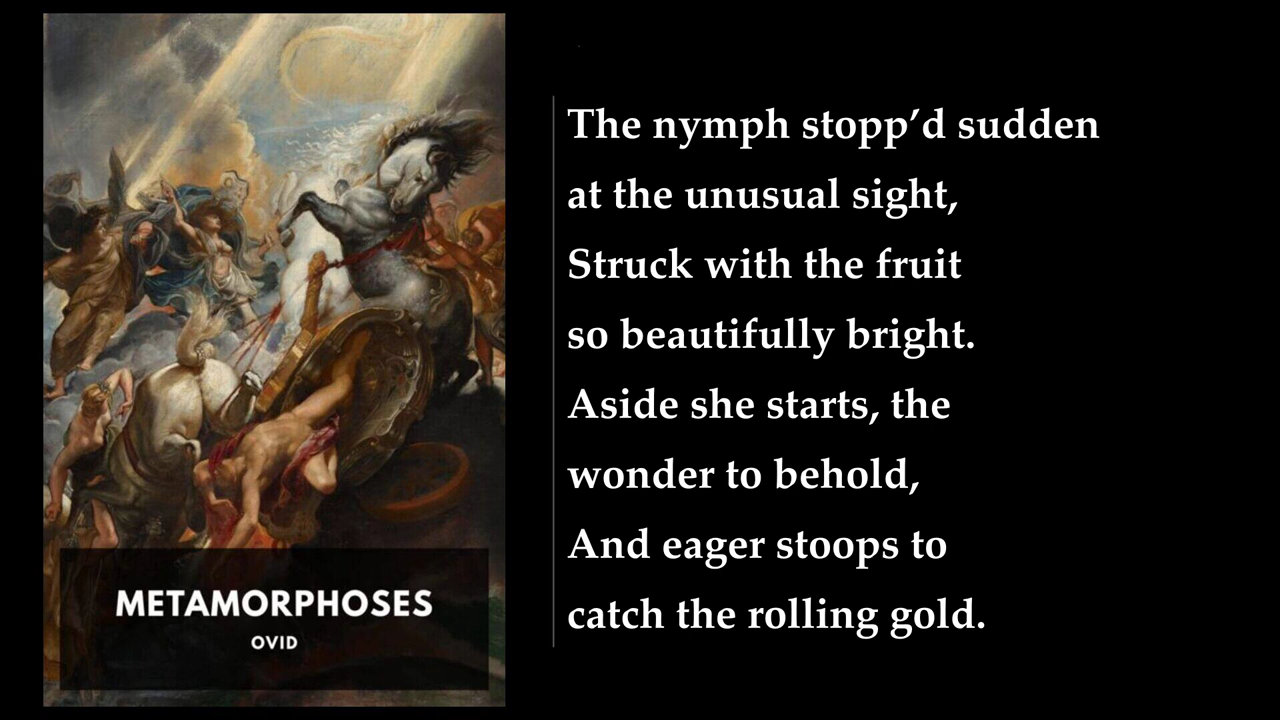 METAMORPHOSES
OVID
The nymph stopp’d sudden
at the unusual sight,
Struck with the fruit
so beautifully bright.
Aside she starts, the
wonder to behold,
And eager stoops to
catch the rolling gold.